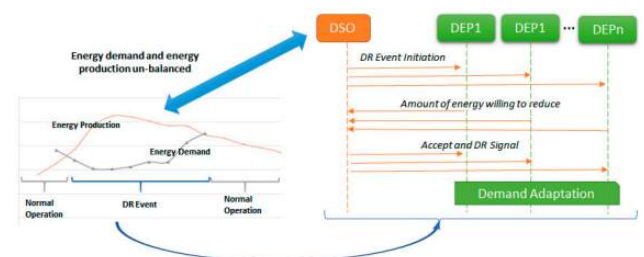 Energy demand and energy
production un-balanced
Energy Production
Energy Demand
Normal
Operation
DR Event
Normal
Operation
DSO
DEP1
DEP1
...
DEPn
DR Event Initiation
Amount of energy willing to reduce
Accept and DR Signal
Demand Adaptation